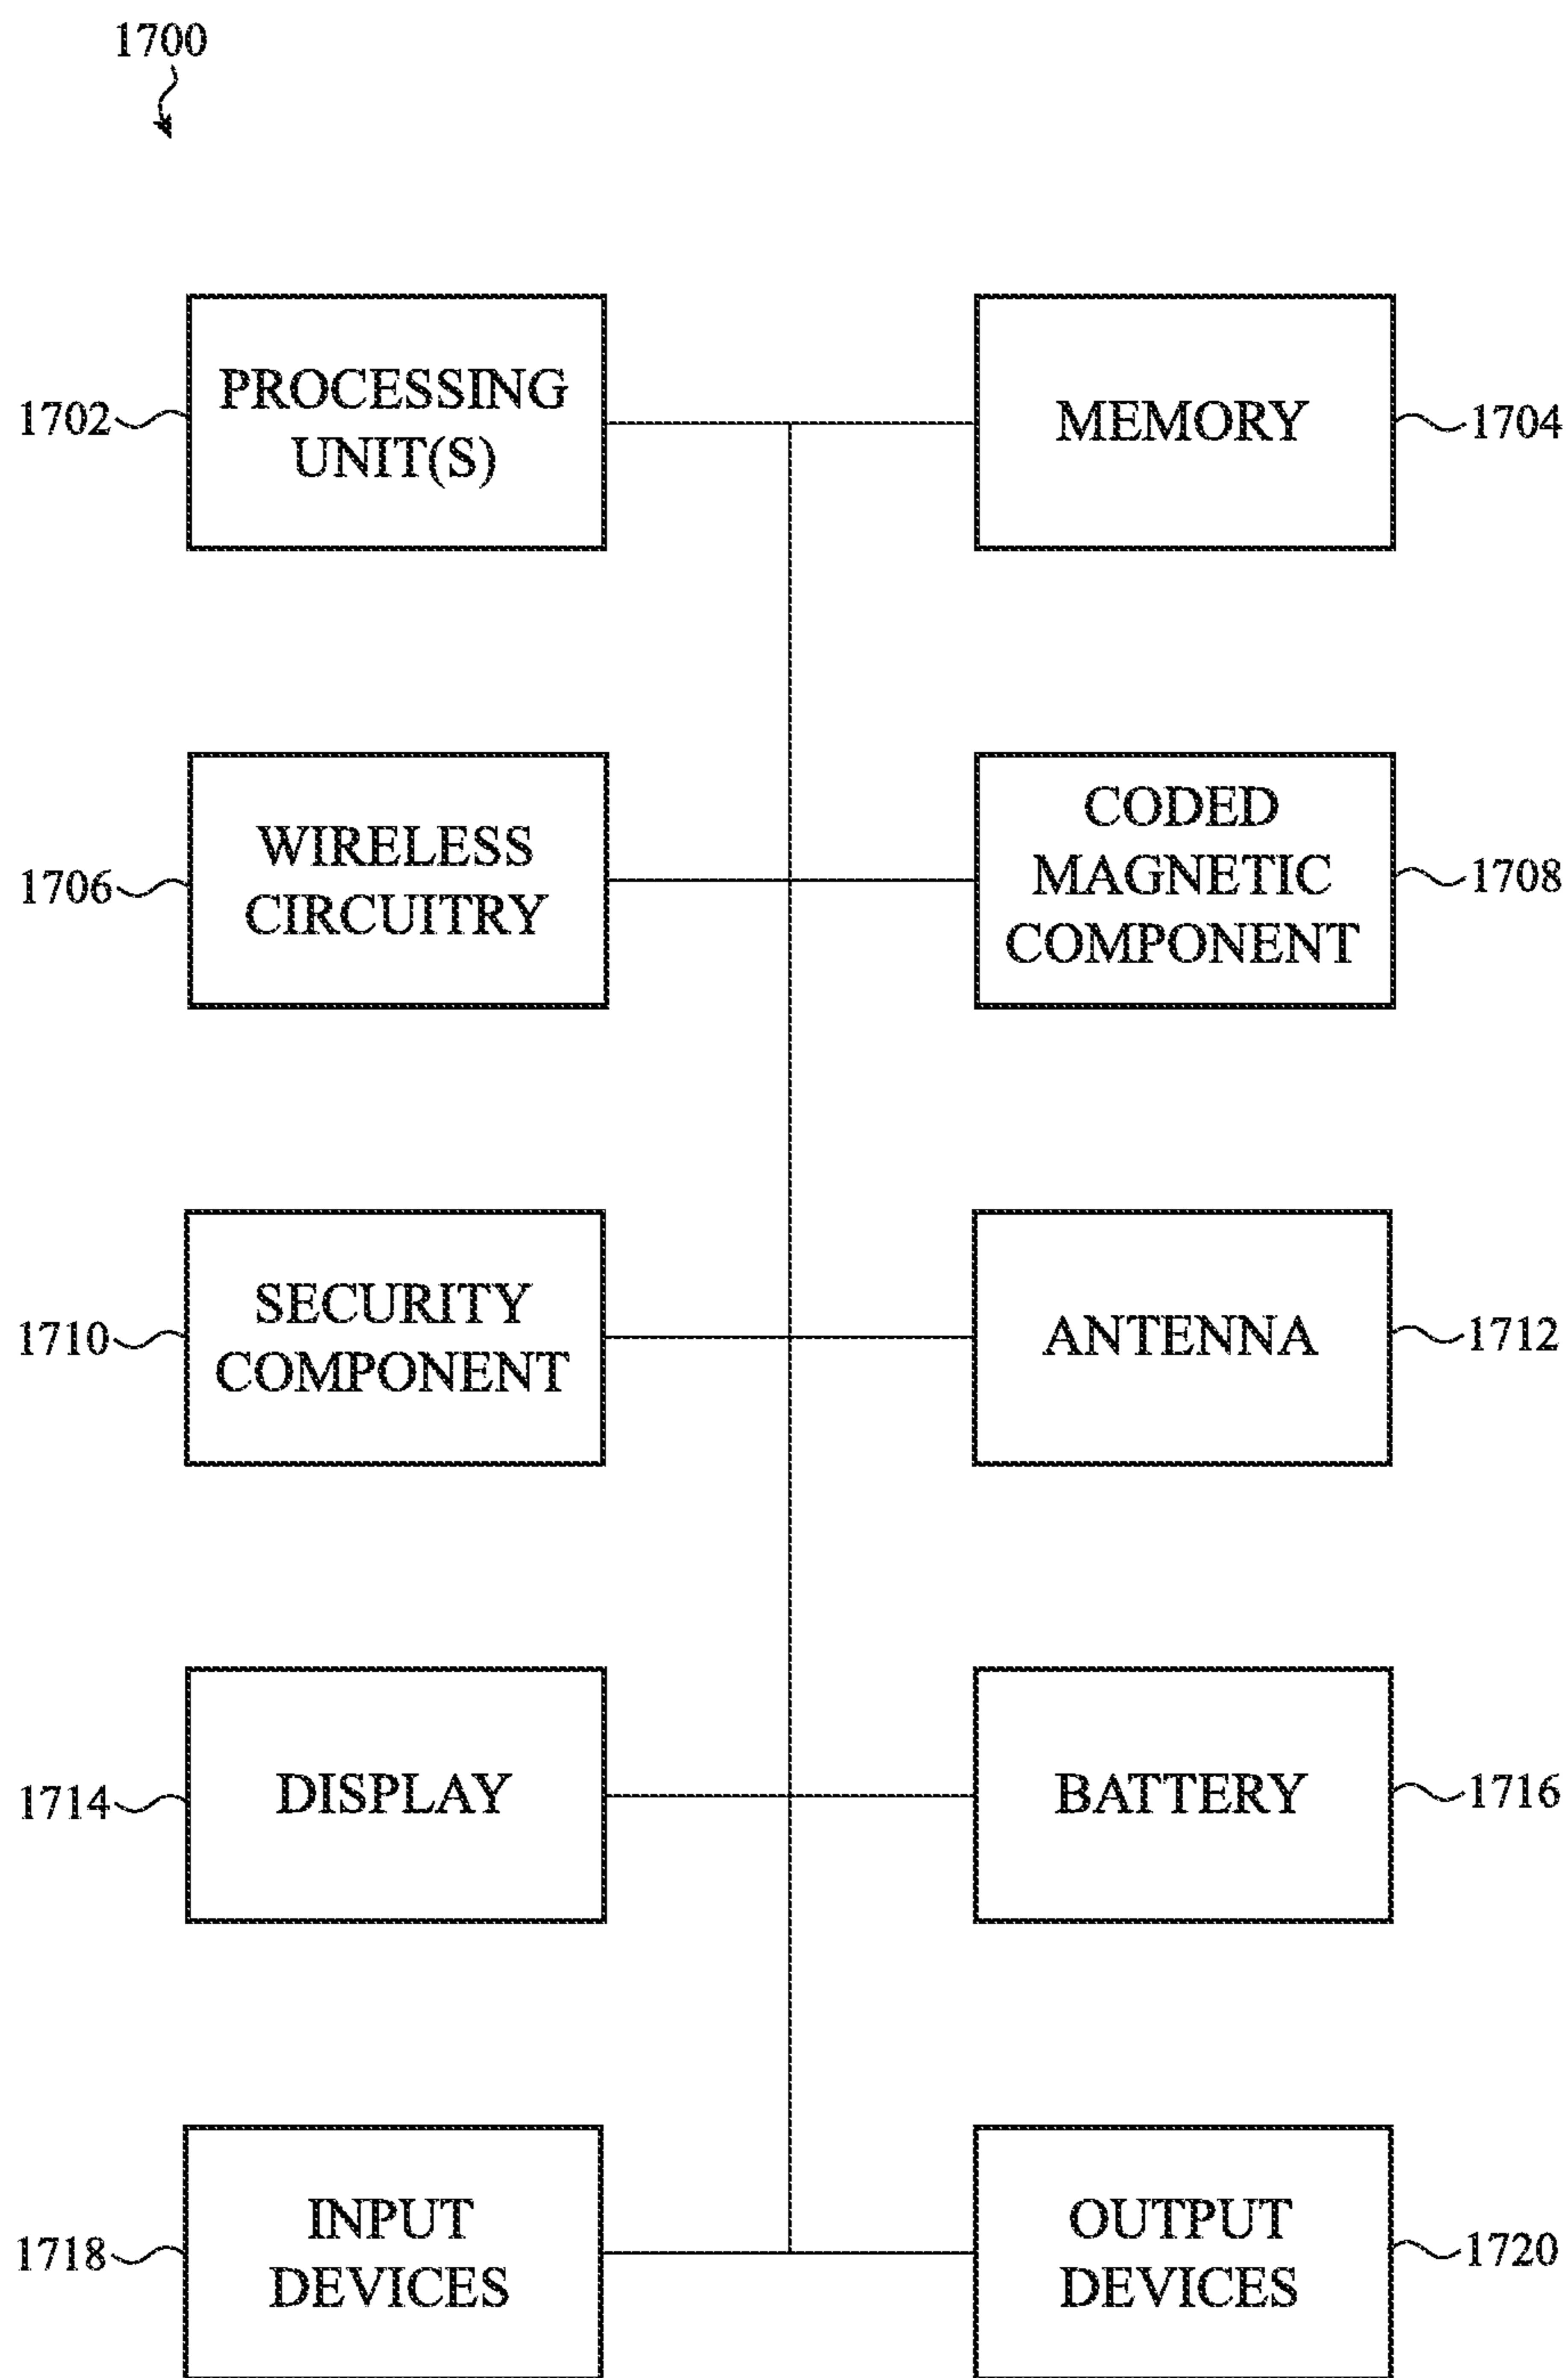 1700
PROCESSING
UNIT(S)
1702
MEMORY
1704
WIRELESS
CIRCUITRY
1706
CODED
MAGNETIC
COMPONENT
1708
SECURITY
COMPONENT
1710
ANTENNA
1712
DISPLAY
1714
BATTERY
1716
INPUT
DEVICES
1718
OUTPUT
DEVICES
1720